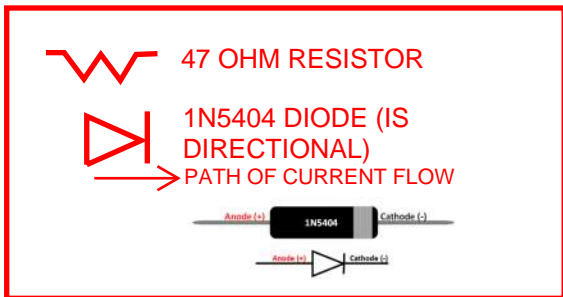 47 OHM RESISTOR
1N5404 DIODE (IS
DIRECTIONAL)
PATH OF CURRENT FLOW
Anode (+) 1N5404 Cathode (-)
Anode (+) Cathode (-)